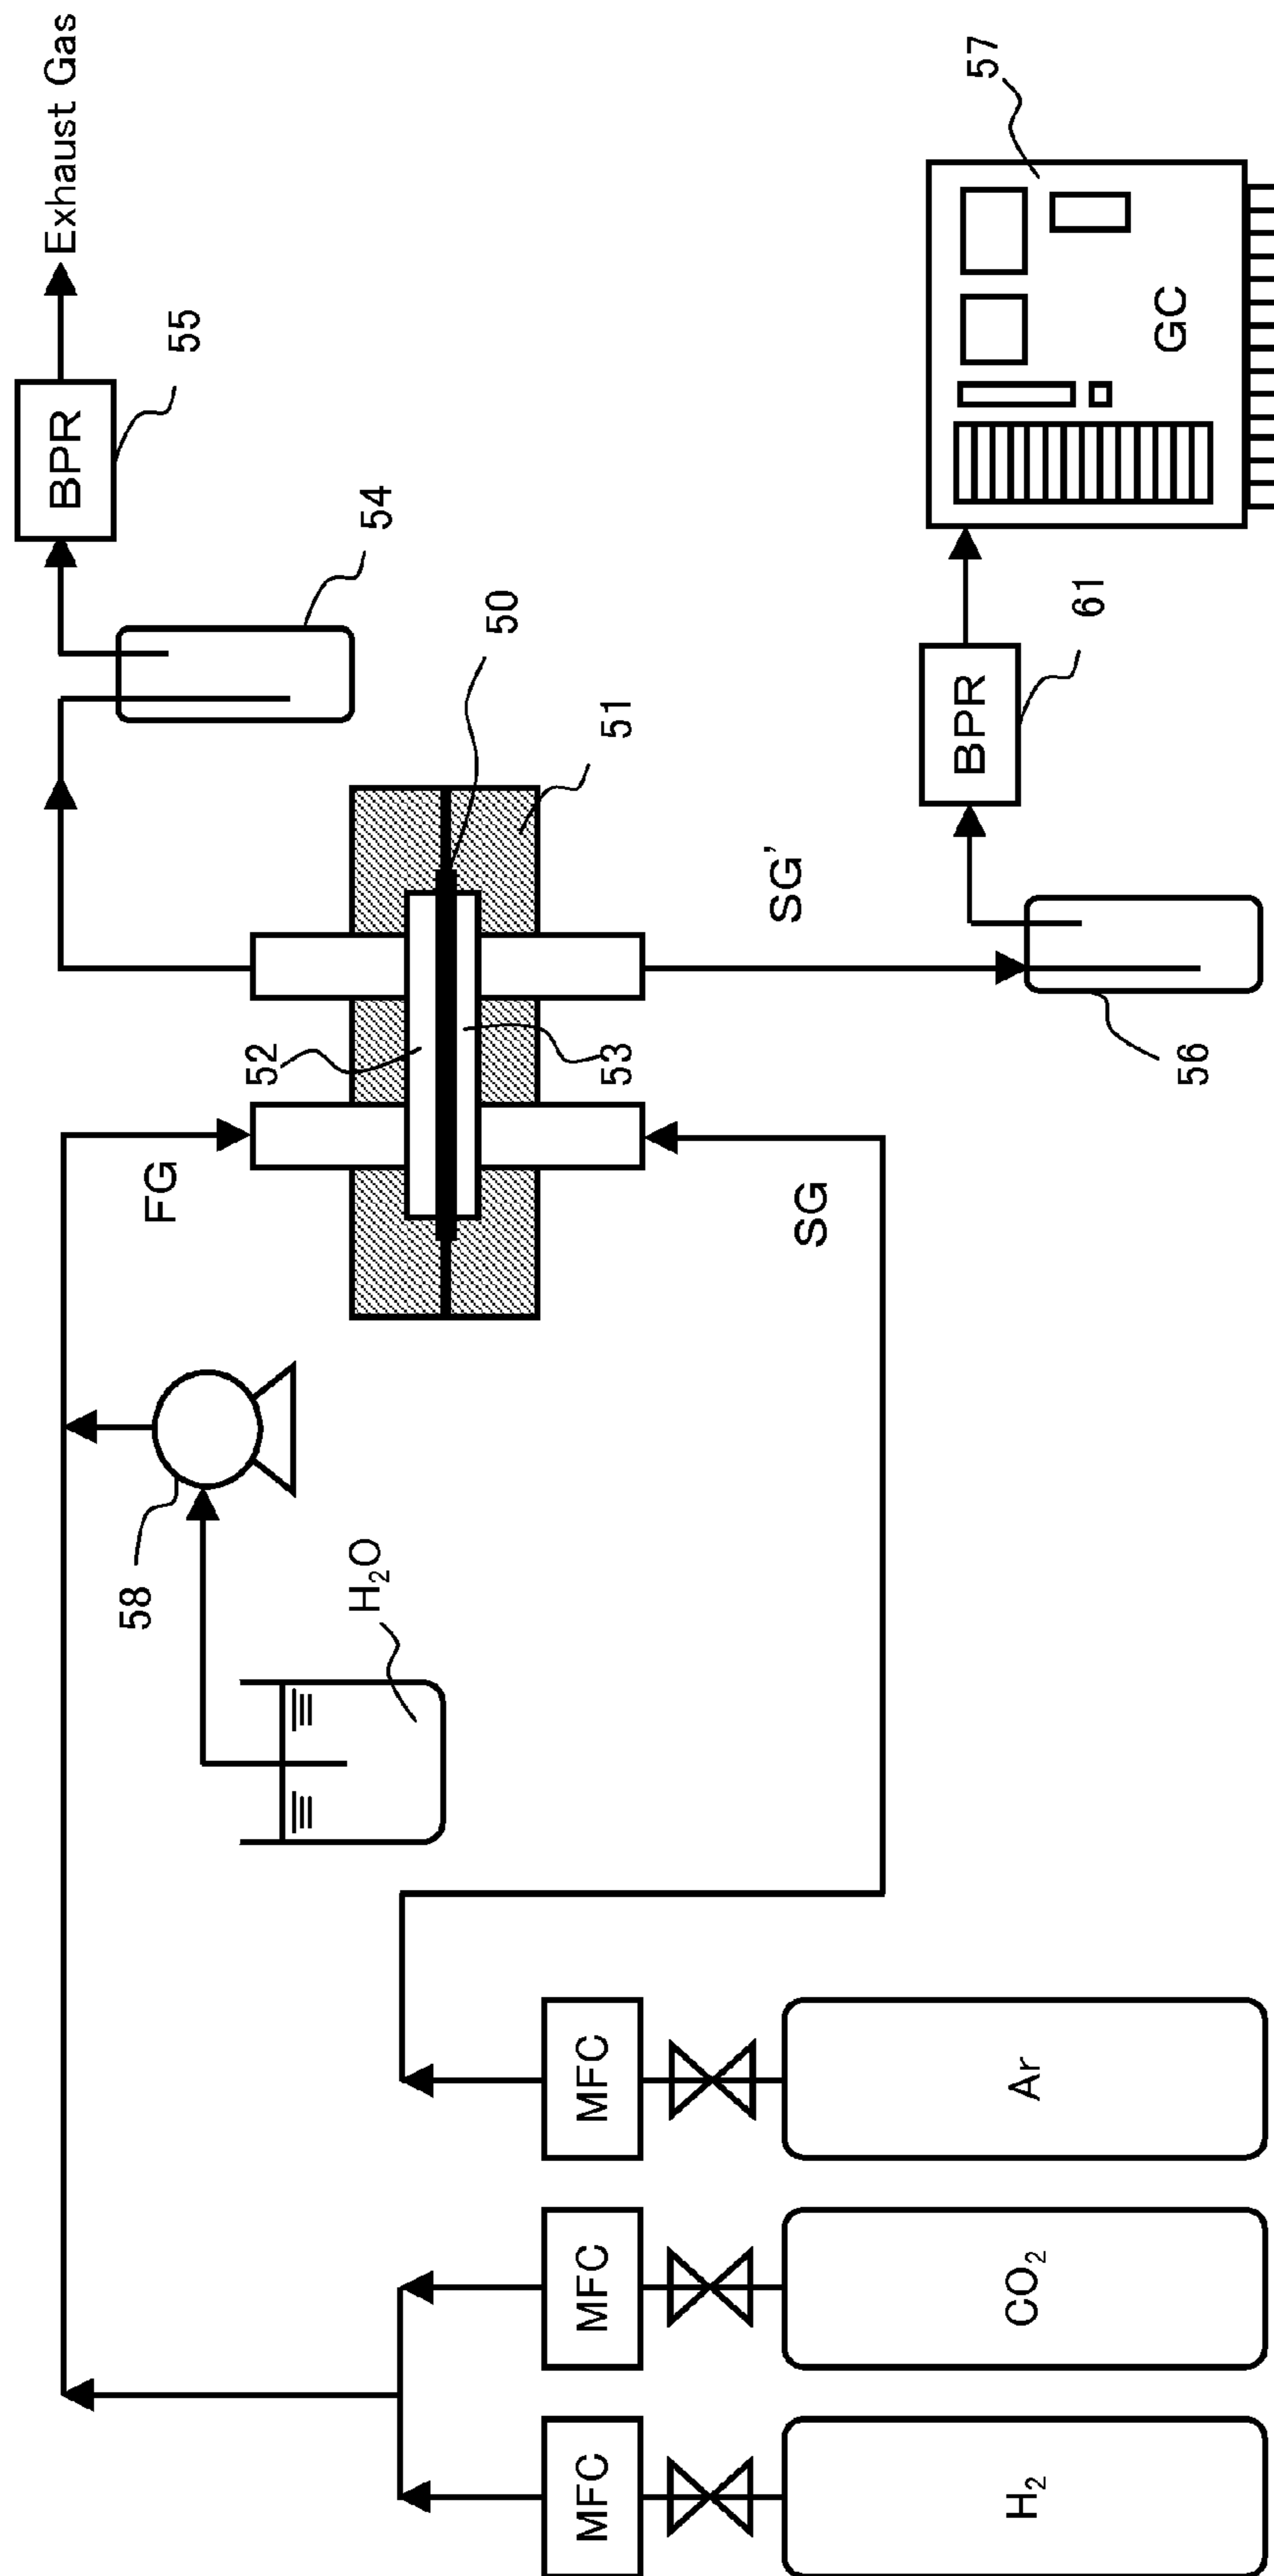 Exhaust Gas
BPR
55
54
50
51
52
53
FG
SG
SG'
58
H₂O
56
BPR
61
57
GC
MFC
H₂
MFC
CO₂
MFC
Ar